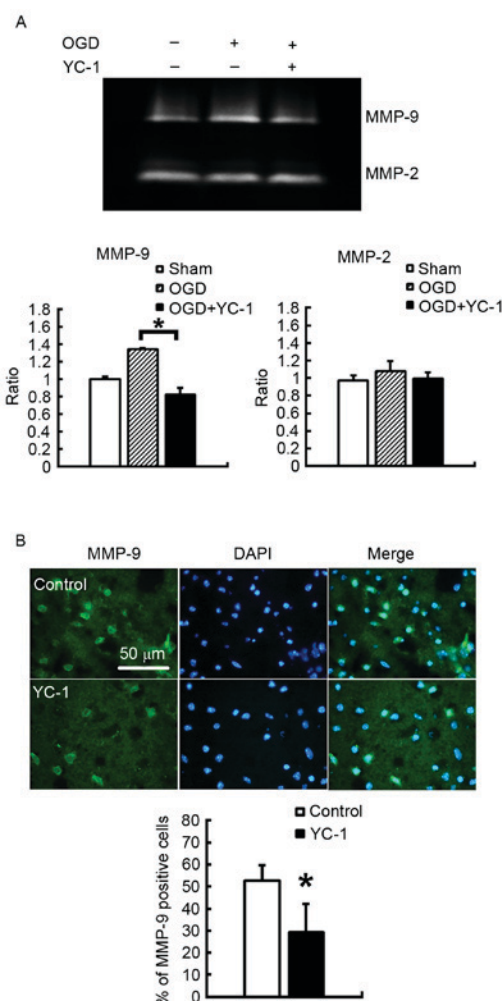 A
OGD − + +
YC-1 − − +
MMP-9
MMP-2
MMP-9
Sham
OGD
OGD+YC-1
*
Ratio
1.8
1.6
1.4
1.2
1
0.8
0.6
0.4
0.2
0
MMP-2
Sham
OGD
OGD+YC-1
Ratio
1.8
1.6
1.4
1.2
1
0.8
0.6
0.4
0.2
0
B
MMP-9 DAPI Merge
Control
50 μm
YC-1
Control
YC-1
*
% of MMP-9 positive cells
80
70
60
50
40
30
20
10
0